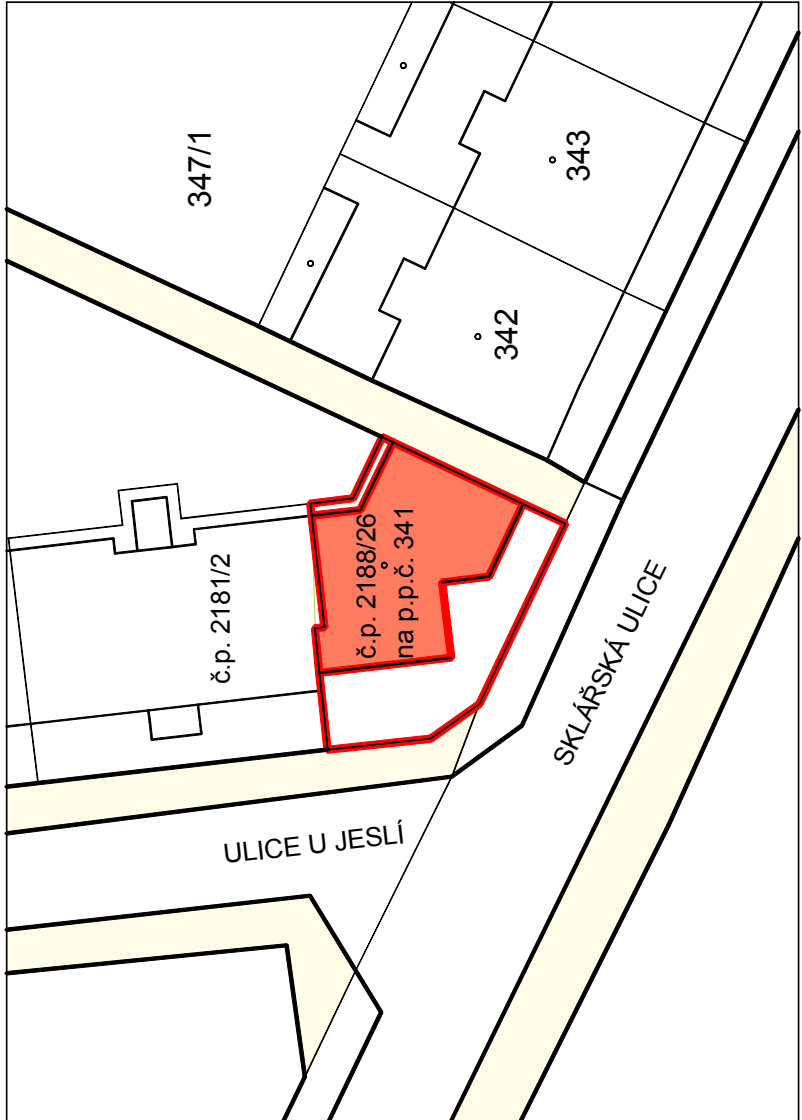 347/1
343
342
č.p. 2188/26
na p.p.č. 341
č.p. 2181/2
SKLÁŘSKÁ ULICE
ULICE U JESLÍ